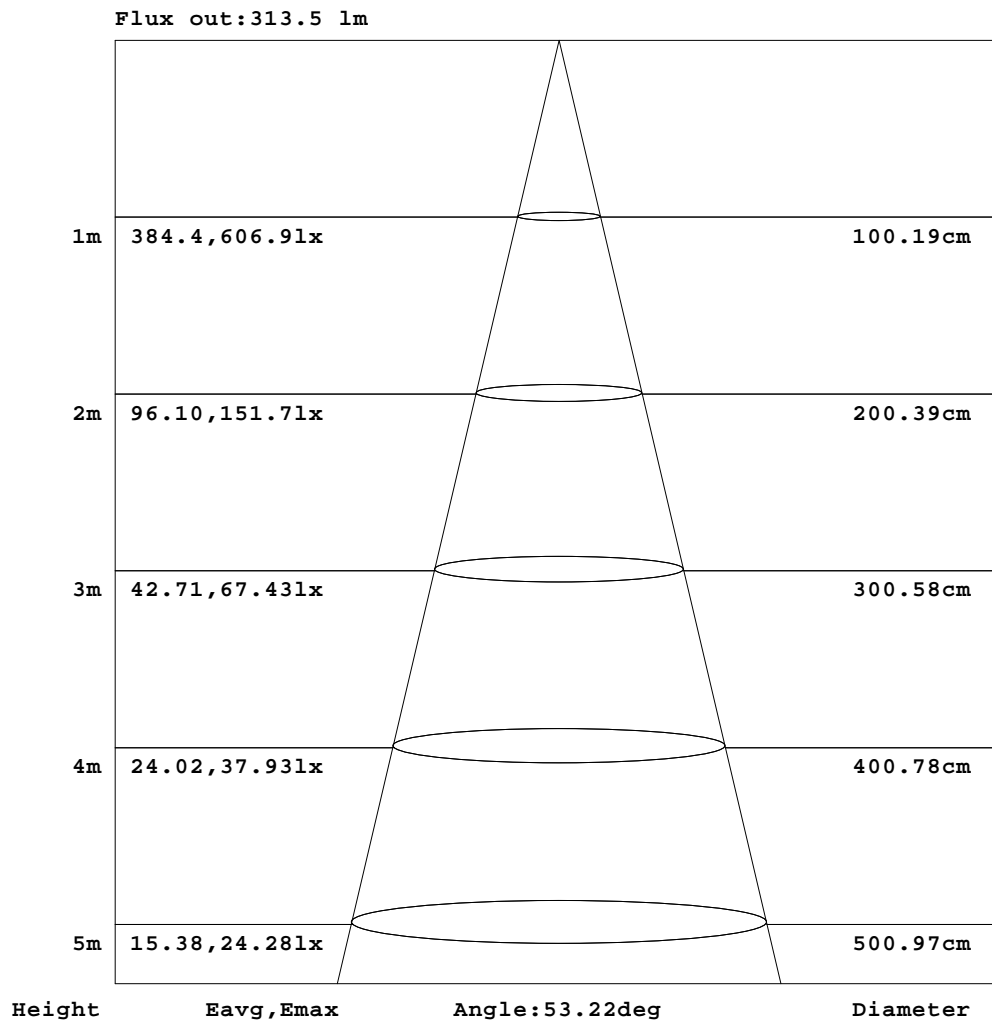 Flux out:313.5 lm
1m 384.4,606.9lx 100.19cm
2m 96.10,151.7lx 200.39cm
3m 42.71,67.43lx 300.58cm
4m 24.02,37.93lx 400.78cm
5m 15.38,24.28lx 500.97cm
Height Eavg,Emax Angle:53.22deg Diameter